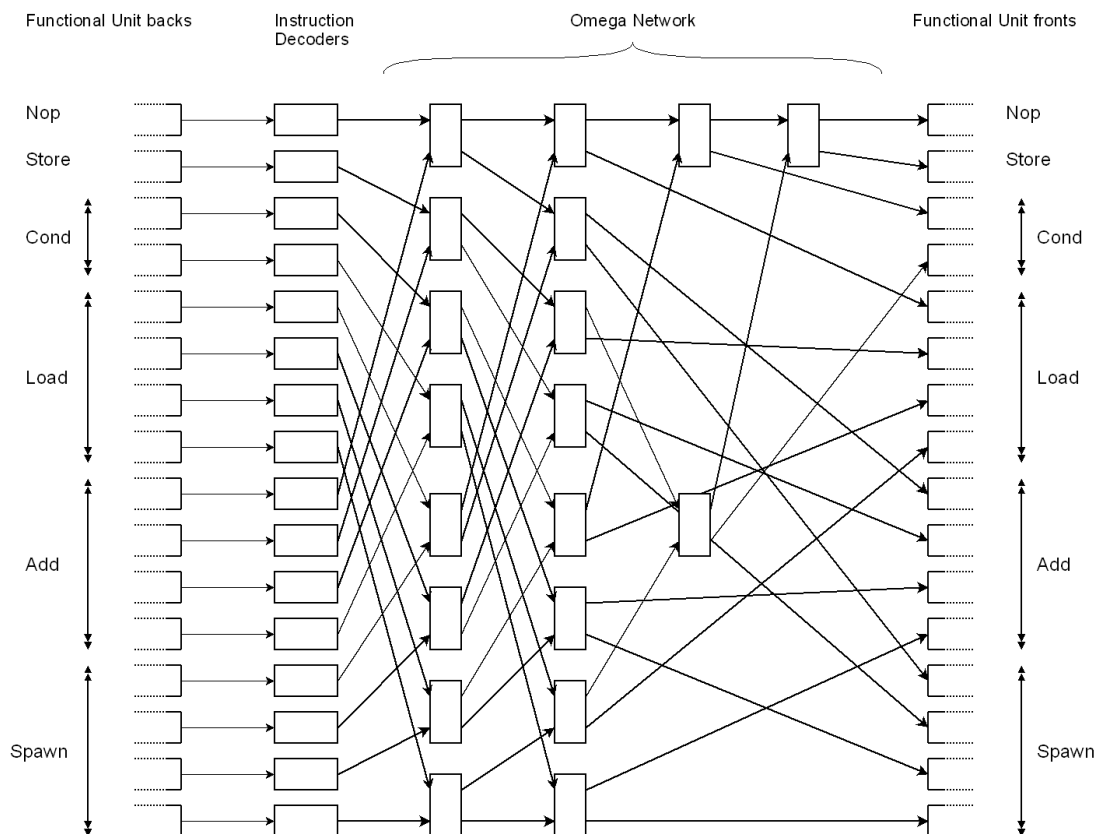 Functional Unit backs
Instruction
Decoders
Omega Network
Functional Unit fronts
Nop
Nop
Store
Store
Cond
Cond
Load
Load
Add
Add
Spawn
Spawn